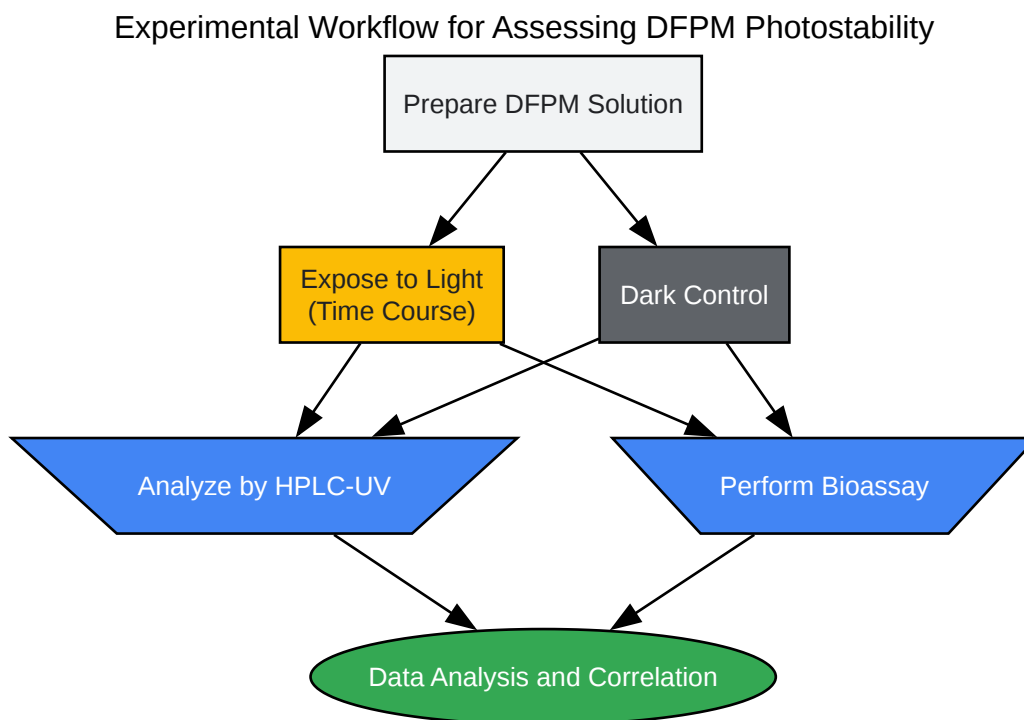 Experimental Workflow for Assessing DFPM Photostability
Prepare DFPM Solution
Expose to Light
(Time Course)
Dark Control
Analyze by HPLC-UV
Perform Bioassay
Data Analysis and Correlation